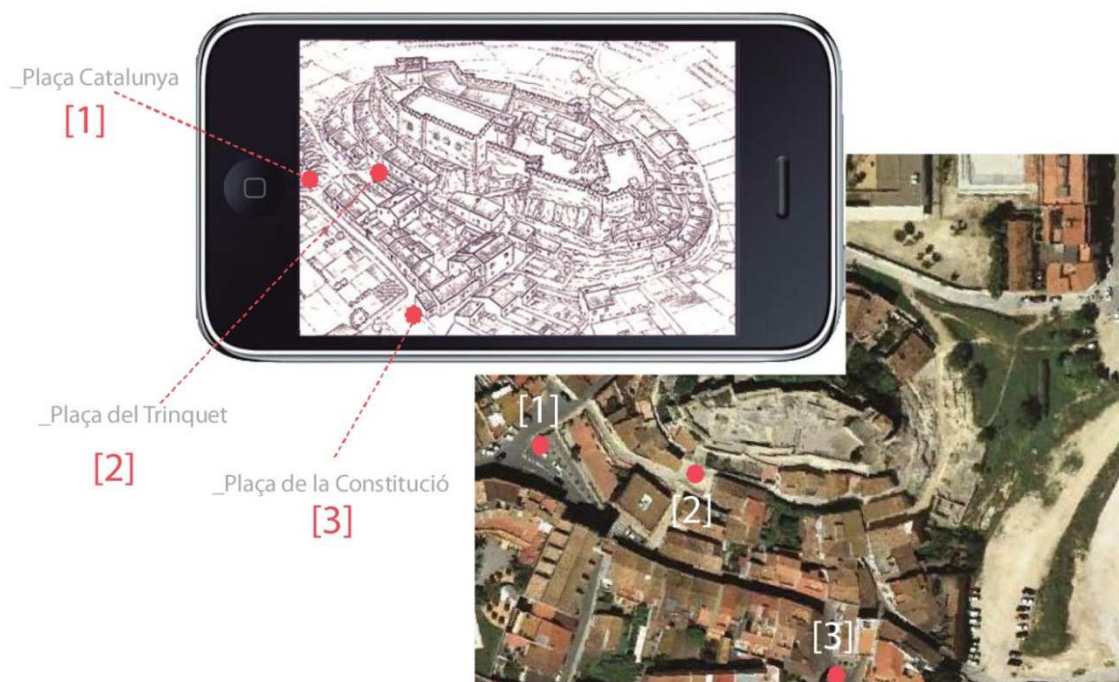 _Plaça Catalunya
[1]
_Plaça del Trinquet
[2]
_Plaça de la Constitució
[3]
[1]
[2]
[3]